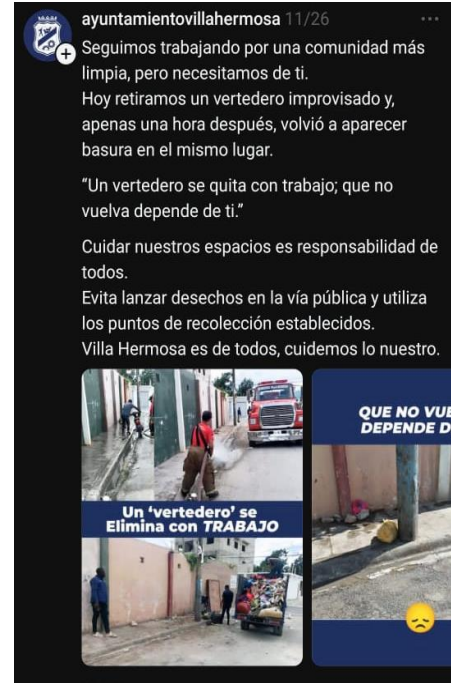 ayuntamientovillahermosa 11/26
Seguimos trabajando por una comunidad más
limpia, pero necesitamos de ti.
Hoy retiramos un vertedero improvisado y,
apenas una hora después, volvió a aparecer
basura en el mismo lugar.
“Un vertedero se quita con trabajo; que no
vuelva depende de ti.”
Cuidar nuestros espacios es responsabilidad de
todos.
Evita lanzar desechos en la vía pública y utiliza
los puntos de recolección establecidos.
Villa Hermosa es de todos, cuidemos lo nuestro.
Un ‘vertedero’ se
Elimina con TRABAJO
QUE NO VUE
DEPENDE D